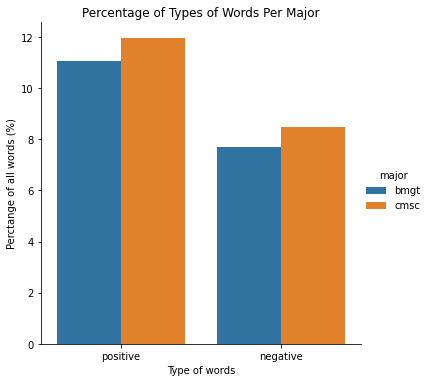 Percentage of Types of Words Per Major
12
10
8
6
4
2
0
Perctange of all words (%)
positive
negative
Type of words
major
bmgt
cmsc